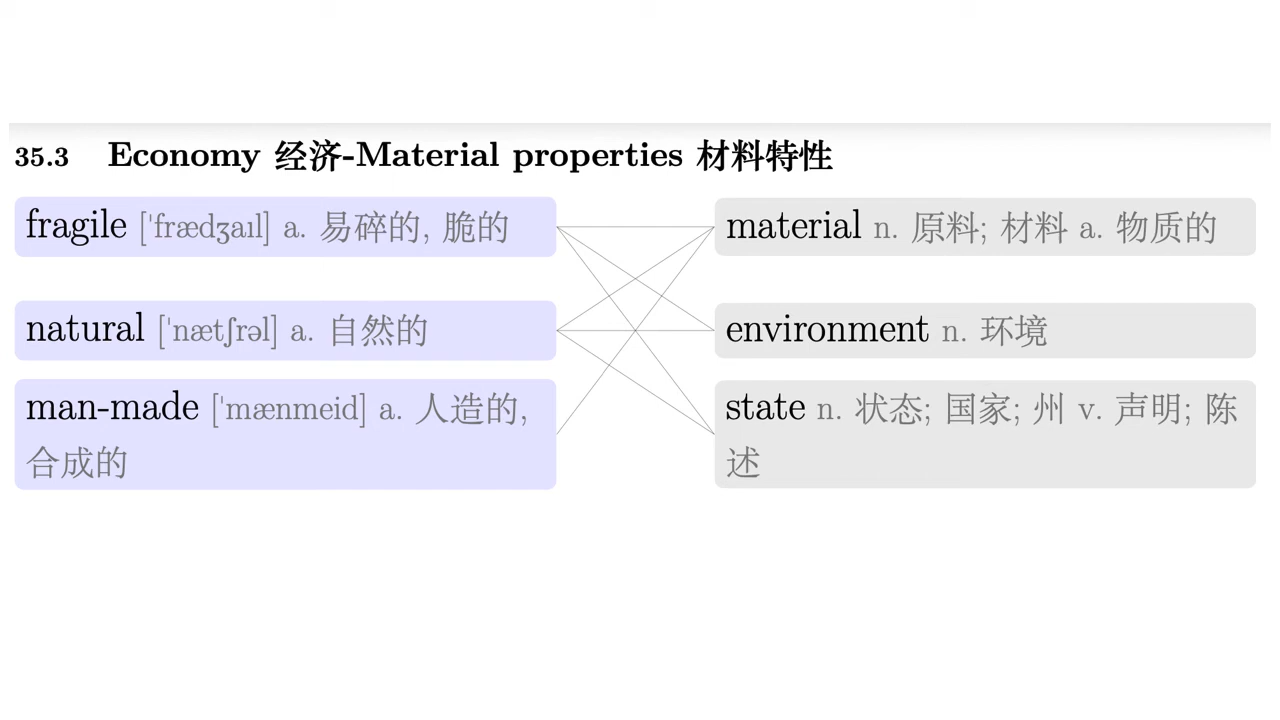 35.3 Economy 经济-Material properties 材料特性
fragile [ˈfrædʒaɪl] a. 易碎的, 脆的
material n. 原料; 材料 a. 物质的
natural [ˈnætʃrəl] a. 自然的
environment n. 环境
man-made [ˈmænmeid] a. 人造的,
合成的
state n. 状态; 国家; 州 v. 声明; 陈
述